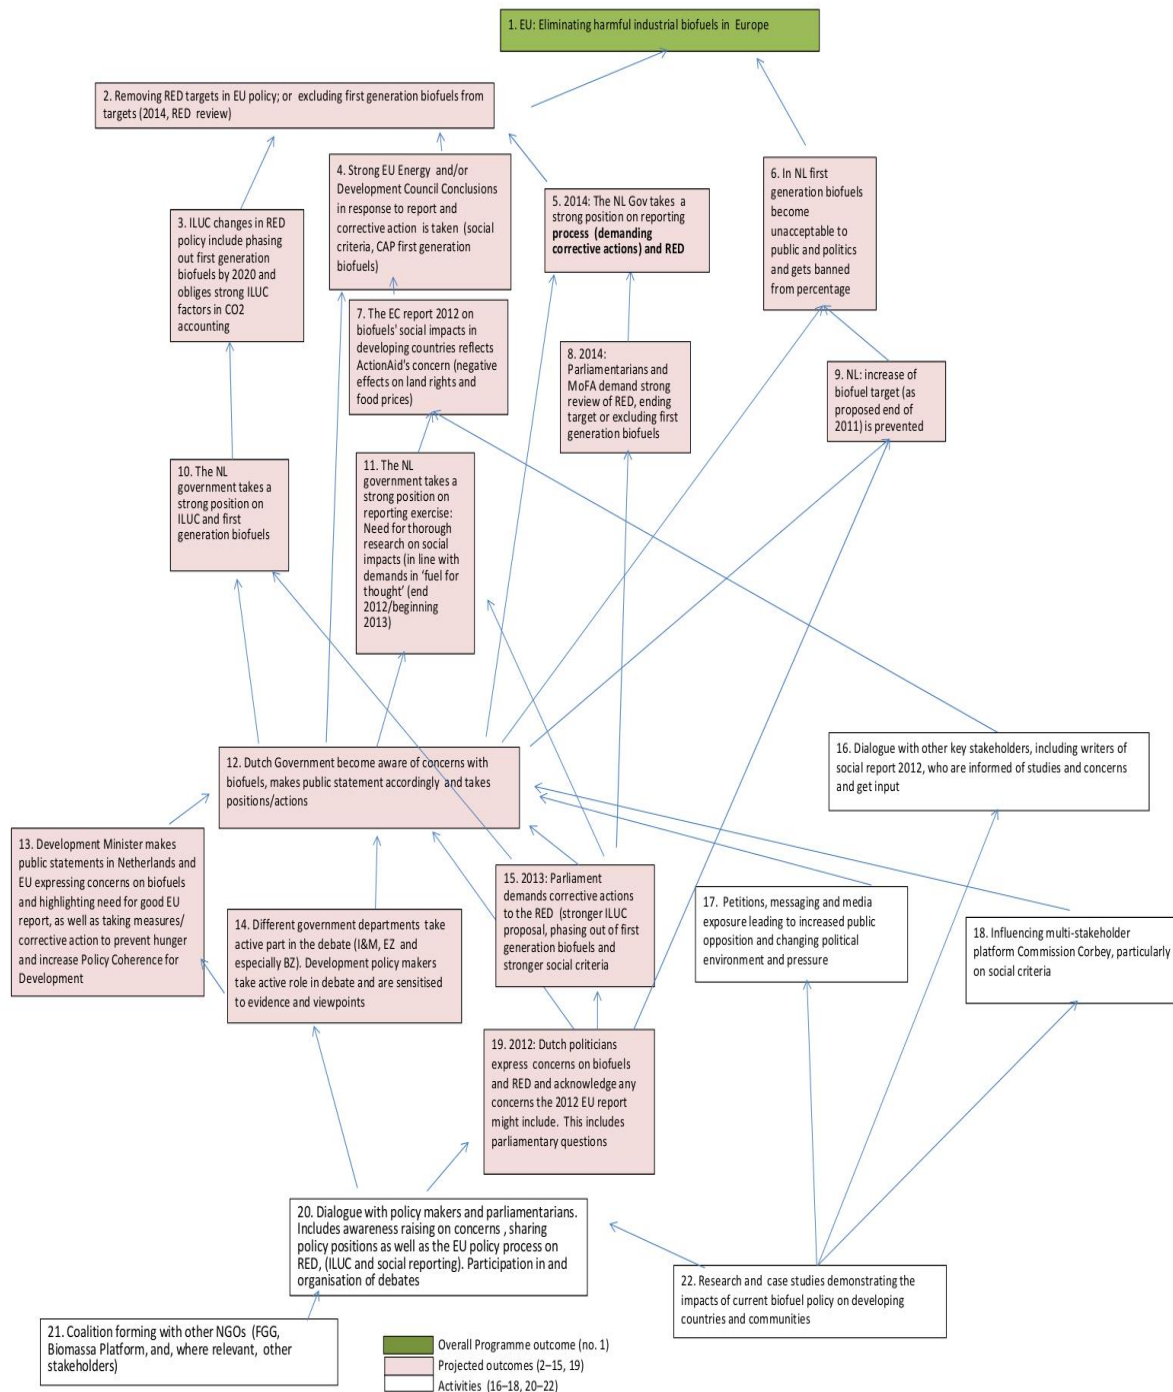 1. EU: Eliminating harmful industrial biofuels in Europe
2. Removing RED targets in EU policy; or excluding first generation biofuels from
targets (2014, RED review)
3. ILUC changes in RED
policy include phasing
out first generation
biofuels by 2020 and
obliges strong ILUC
factors in CO2
accounting
4. Strong EU Energy and/or
Development Council Conclusions
in response to report and
corrective action is taken (social
criteria, CAP first generation
biofuels)
5. 2014: The NL Gov takes a
strong position on reporting
process (demanding
corrective actions) and RED
6. In NL first
generation biofuels
become
unacceptable to
public and politics
and gets banned
from percentage
7. The EC report 2012 on
biofuels' social impacts in
developing countries reflects
ActionAid's concern (negative
effects on land rights and
food prices)
8. 2014:
Parliamentarians and
MoFA demand strong
review of RED, ending
target or excluding first
generation biofuels
9. NL: increase of
biofuel target (as
proposed end of
2011) is prevented
10. The NL
government takes a
strong position on
ILUC and first
generation biofuels
11. The NL
government takes a
strong position on
reporting exercise:
Need for thorough
research on social
impacts (in line with
demands in ‘fuel for
thought’ (end
2012/beginning
2013)
12. Dutch Government become aware of concerns with
biofuels, makes public statement accordingly and takes
positions/actions
16. Dialogue with other key stakeholders, including writers of
social report 2012, who are informed of studies and concerns
and get input
13. Development Minister makes
public statements in Netherlands and
EU expressing concerns on biofuels
and highlighting need for good EU
report, as well as taking measures/
corrective action to prevent hunger
and increase Policy Coherence for
Development
14. Different government departments take
active part in the debate (I&M, EZ and
especially BZ). Development policy makers
take active role in debate and are sensitised
to evidence and viewpoints
15. 2013: Parliament
demands corrective actions
to the RED (stronger ILUC
proposal, phasing out of first
generation biofuels and
stronger social criteria
17. Petitions, messaging and media
exposure leading to increased public
opposition and changing political
environment and pressure
18. Influencing multi-stakeholder
platform Commission Corbey, particularly
on social criteria
19. 2012: Dutch politicians
express concerns on biofuels
and RED and acknowledge any
concerns the 2012 EU report
might include. This includes
parliamentary questions
20. Dialogue with policy makers and parliamentarians.
Includes awareness raising on concerns , sharing
policy positions as well as the EU policy process on
RED, (ILUC and social reporting). Participation in and
organisation of debates
22. Research and case studies demonstrating the
impacts of current biofuel policy on developing
countries and communities
21. Coalition forming with other NGOs (FGG,
Biomassa Platform, and, where relevant, other
stakeholders)
Overall Programme outcome (no. 1)
Projected outcomes (2–15, 19)
Activities (16–18, 20–22)